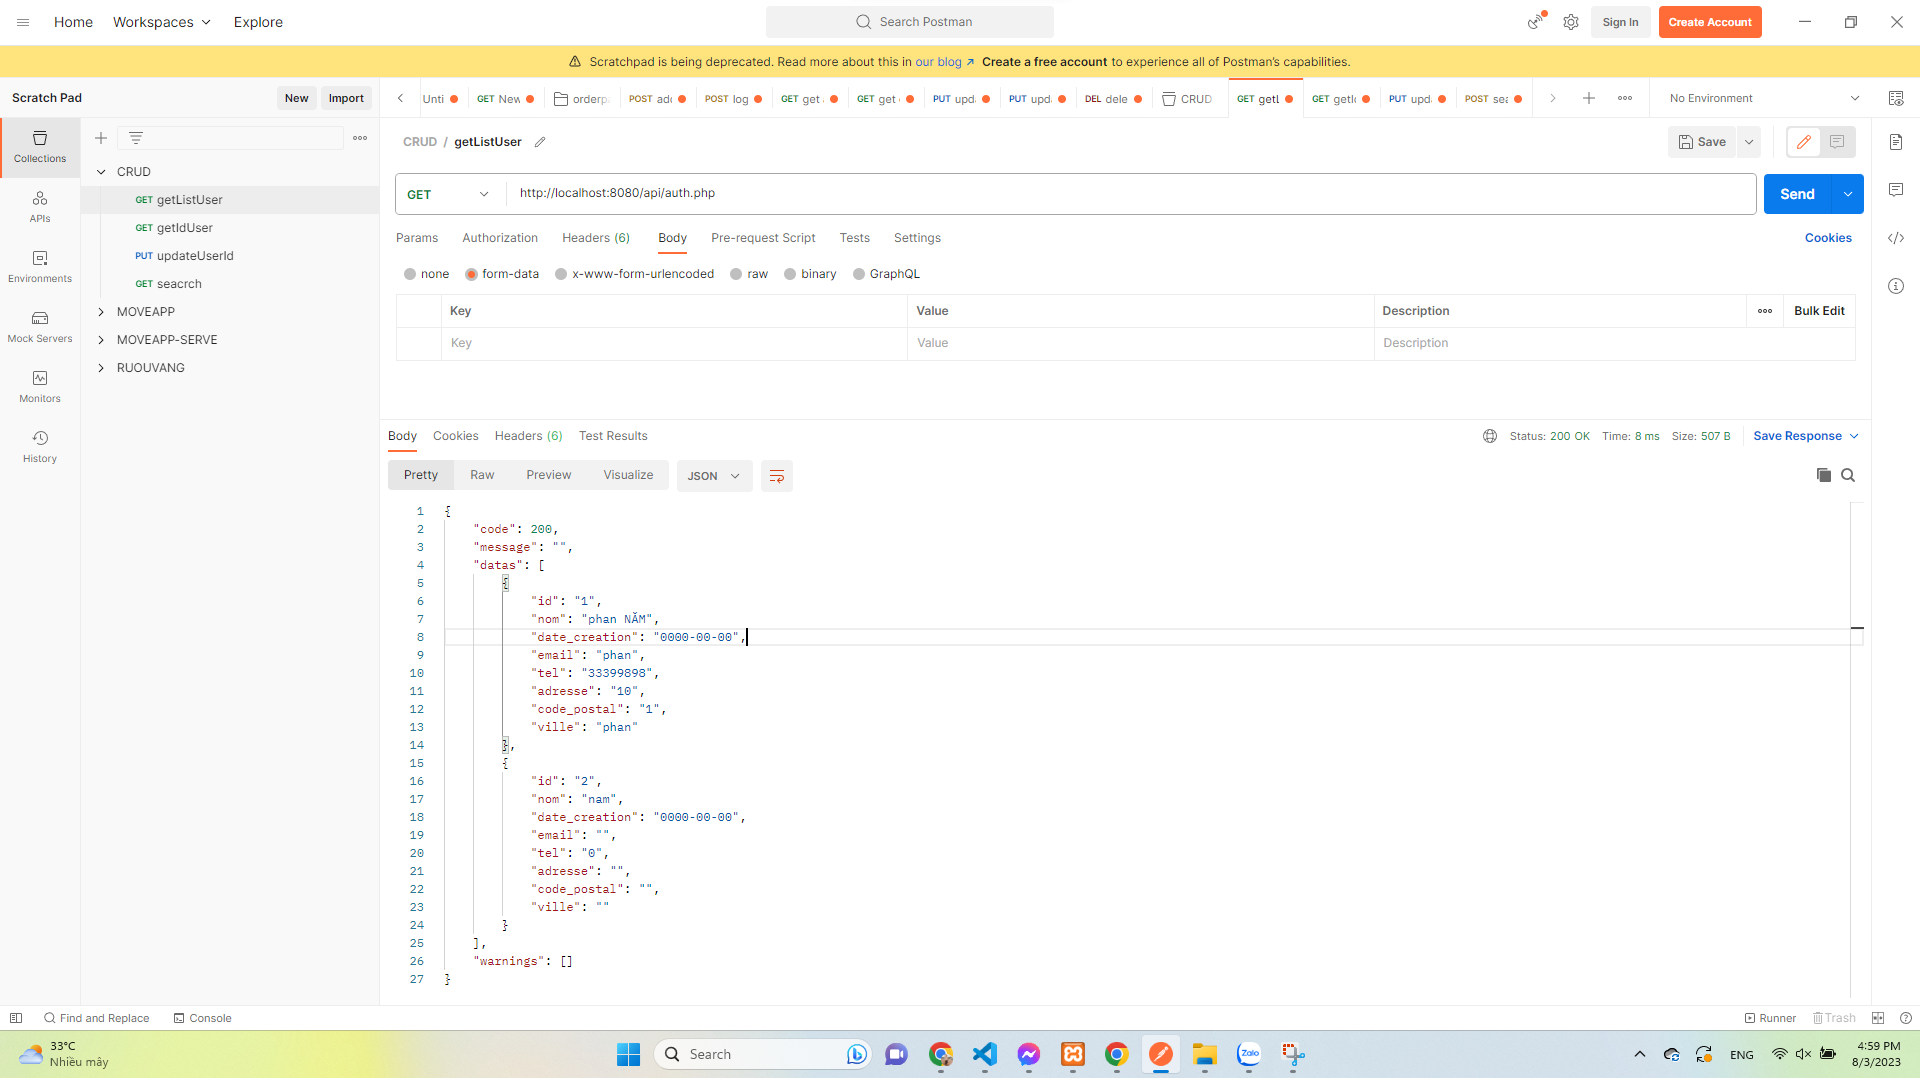 Home Workspaces Explore Search Postman Sign In Create Account
Scratchpad is being deprecated. Read more about this in our blog ↗ Create a free account to experience all of Postman's capabilities.
Scratch Pad New Import Unti GET New orderp POST add POST log GET get GET get PUT upd PUT upd DEL dele CRUD GET getL GET getIc PUT upd POST sea No Environment
Collections
APIs
Environments
Mock Servers
Monitors
History
CRUD
GET getListUser
GET getIdUser
PUT updateUserId
GET seacrch
MOVEAPP
MOVEAPP-SERVE
RUOUVANG
CRUD / getListUser Save
GET http://localhost:8080/api/auth.php Send
Params Authorization Headers (6) Body Pre-request Script Tests Settings Cookies
none form-data x-www-form-urlencoded raw binary GraphQL
Key Value Description Bulk Edit
Key Value Description
Body Cookies Headers (6) Test Results Status: 200 OK Time: 8 ms Size: 507 B Save Response
Pretty Raw Preview Visualize JSON
1 {
2 "code": 200,
3 "message": "",
4 "datas": [
5 {
6 "id": "1",
7 "nom": "phan NĂM",
8 "date_creation": "0000-00-00",
9 "email": "phan",
10 "tel": "33399898",
11 "adresse": "10",
12 "code_postal": "1",
13 "ville": "phan"
14 },
15 {
16 "id": "2",
17 "nom": "nam",
18 "date_creation": "0000-00-00",
19 "email": "",
20 "tel": "0",
21 "adresse": "",
22 "code_postal": "",
23 "ville": ""
24 }
25 ],
26 "warnings": []
27 }
Find and Replace Console Runner Trash
33°C
Nhiều mây
Search
Zalo
ENG
4:59 PM
8/3/2023